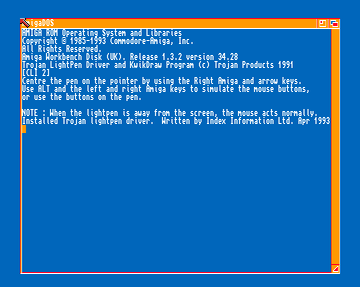 igaDOS
AMIGA ROM Operating System and Libraries
Copyright © 1985-1993 Commodore-Amiga, Inc.
All Rights Reserved.
Amiga Workbench Disk (UK). Release 1.3.2 version 34.28
Trojan LightPen Driver and KwikDraw Program (c) Trojan Products 1991
[CLI 2]
Centre the pen on the pointer by using the Right Amiga and arrow keys.
Use ALT and the left and right Amiga keys to simulate the mouse buttons,
or use the buttons on the pen.
NOTE : When the lightpen is away from the screen, the mouse acts normally.
Installed Trojan lightpen driver. Written by Index Information Ltd. Apr 1993